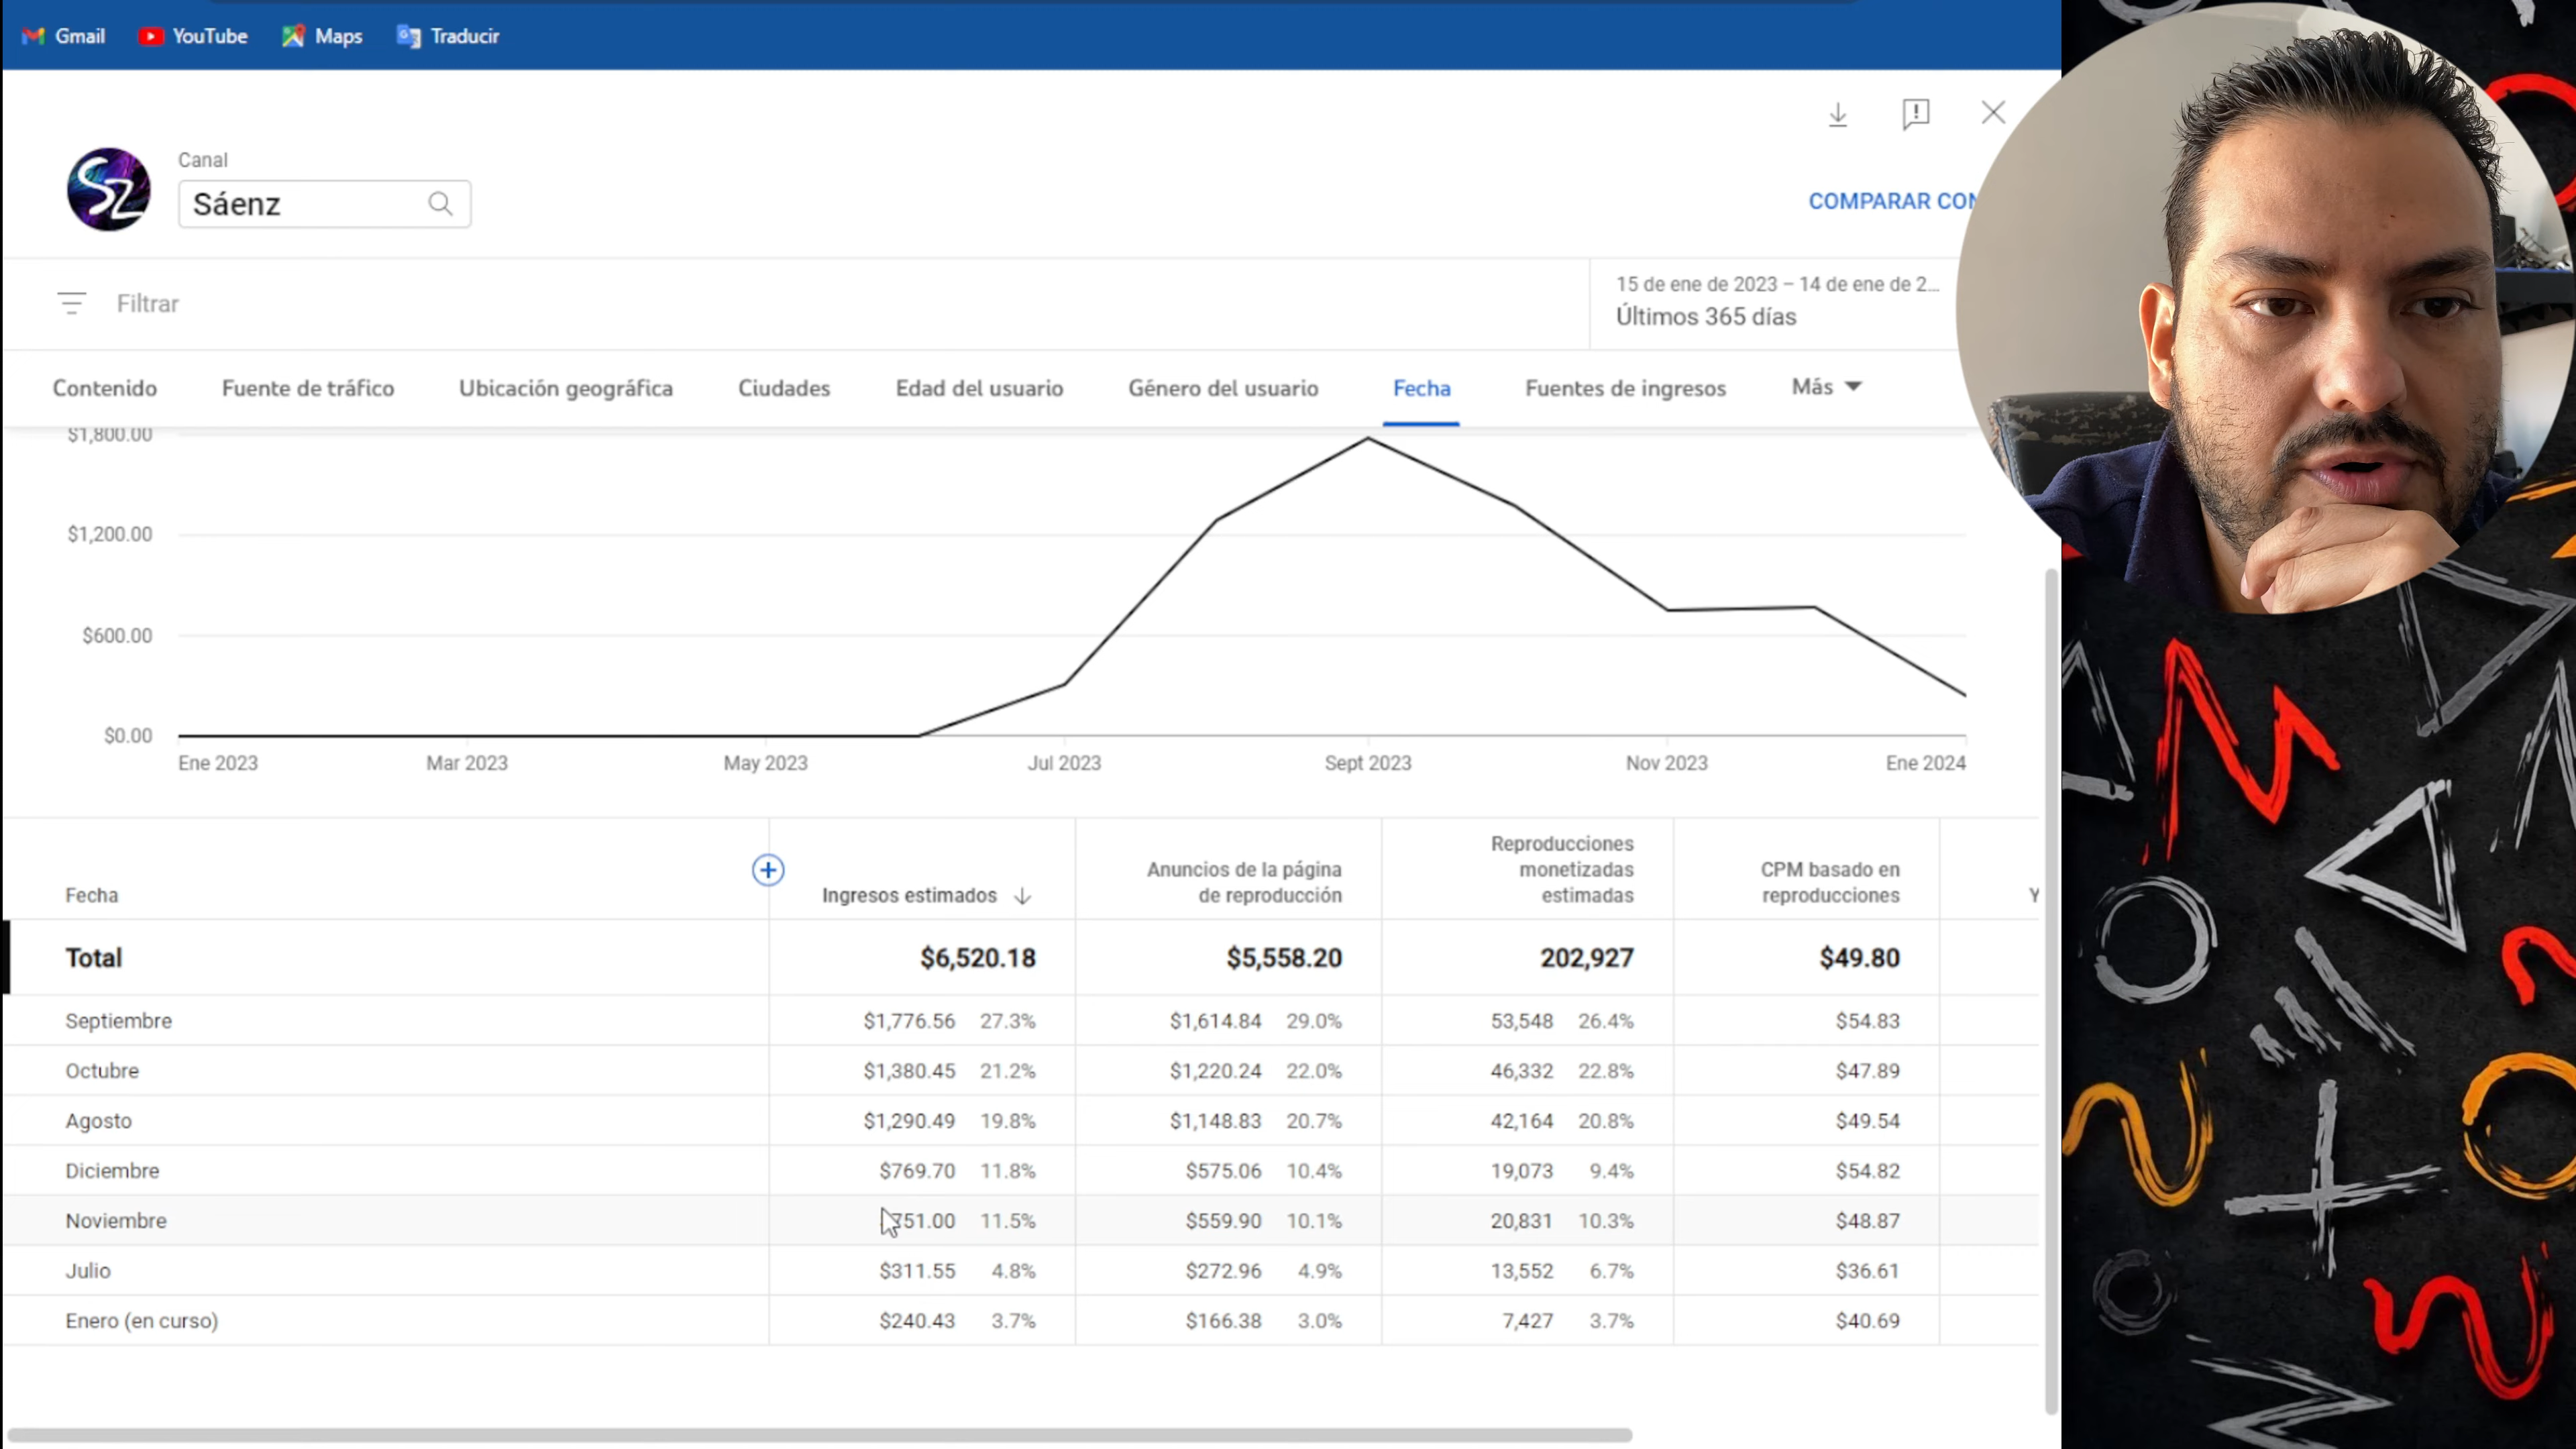 Gmail YouTube Maps Traducir
SZ
Canal
Sáenz
COMPARAR CON
Filtrar
15 de ene de 2023 – 14 de ene de 2...
Últimos 365 días
Contenido Fuente de tráfico Ubicación geográfica Ciudades Edad del usuario Género del usuario Fecha Fuentes de ingresos Más
$1,800.00
$1,200.00
$600.00
$0.00
Ene 2023 Mar 2023 May 2023 Jul 2023 Sept 2023 Nov 2023 Ene 2024
Fecha
Ingresos estimados
Anuncios de la página
de reproducción
Reproducciones
monetizadas
estimadas
CPM basado en
reproducciones
Y
Total $6,520.18 $5,558.20 202,927 $49.80
Septiembre $1,776.56 27.3% $1,614.84 29.0% 53,548 26.4% $54.83
Octubre $1,380.45 21.2% $1,220.24 22.0% 46,332 22.8% $47.89
Agosto $1,290.49 19.8% $1,148.83 20.7% 42,164 20.8% $49.54
Diciembre $769.70 11.8% $575.06 10.4% 19,073 9.4% $54.82
Noviembre 751.00 11.5% $559.90 10.1% 20,831 10.3% $48.87
Julio $311.55 4.8% $272.96 4.9% 13,552 6.7% $36.61
Enero (en curso) $240.43 3.7% $166.38 3.0% 7,427 3.7% $40.69